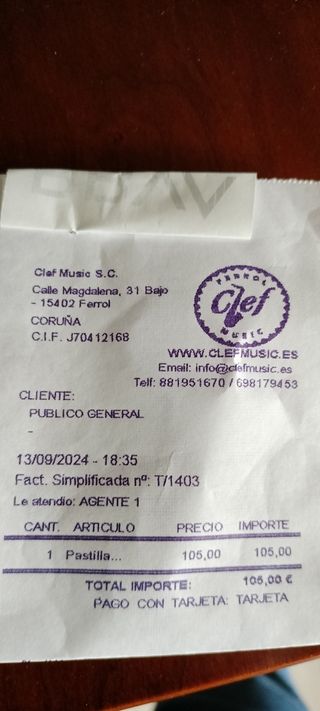 Clef Music S.C.
Calle Magdalena, 31 Bajo
- 15402 Ferrol
CORUÑA
C.I.F. J70412168
FERROL
Clef
MUSIC
WWW.CLEFMUSIC.ES
Email: info@clefmusic.es
Telf: 881951670 / 698179453
CLIENTE:
PUBLICO GENERAL
-
13/09/2024 - 18:35
Fact. Simplificada nº: T/1403
Le atendio: AGENTE 1
CANT. ARTICULO PRECIO IMPORTE
1 Pastilla... 105,00 105,00
TOTAL IMPORTE: 105,00 €
PAGO CON TARJETA: TARJETA